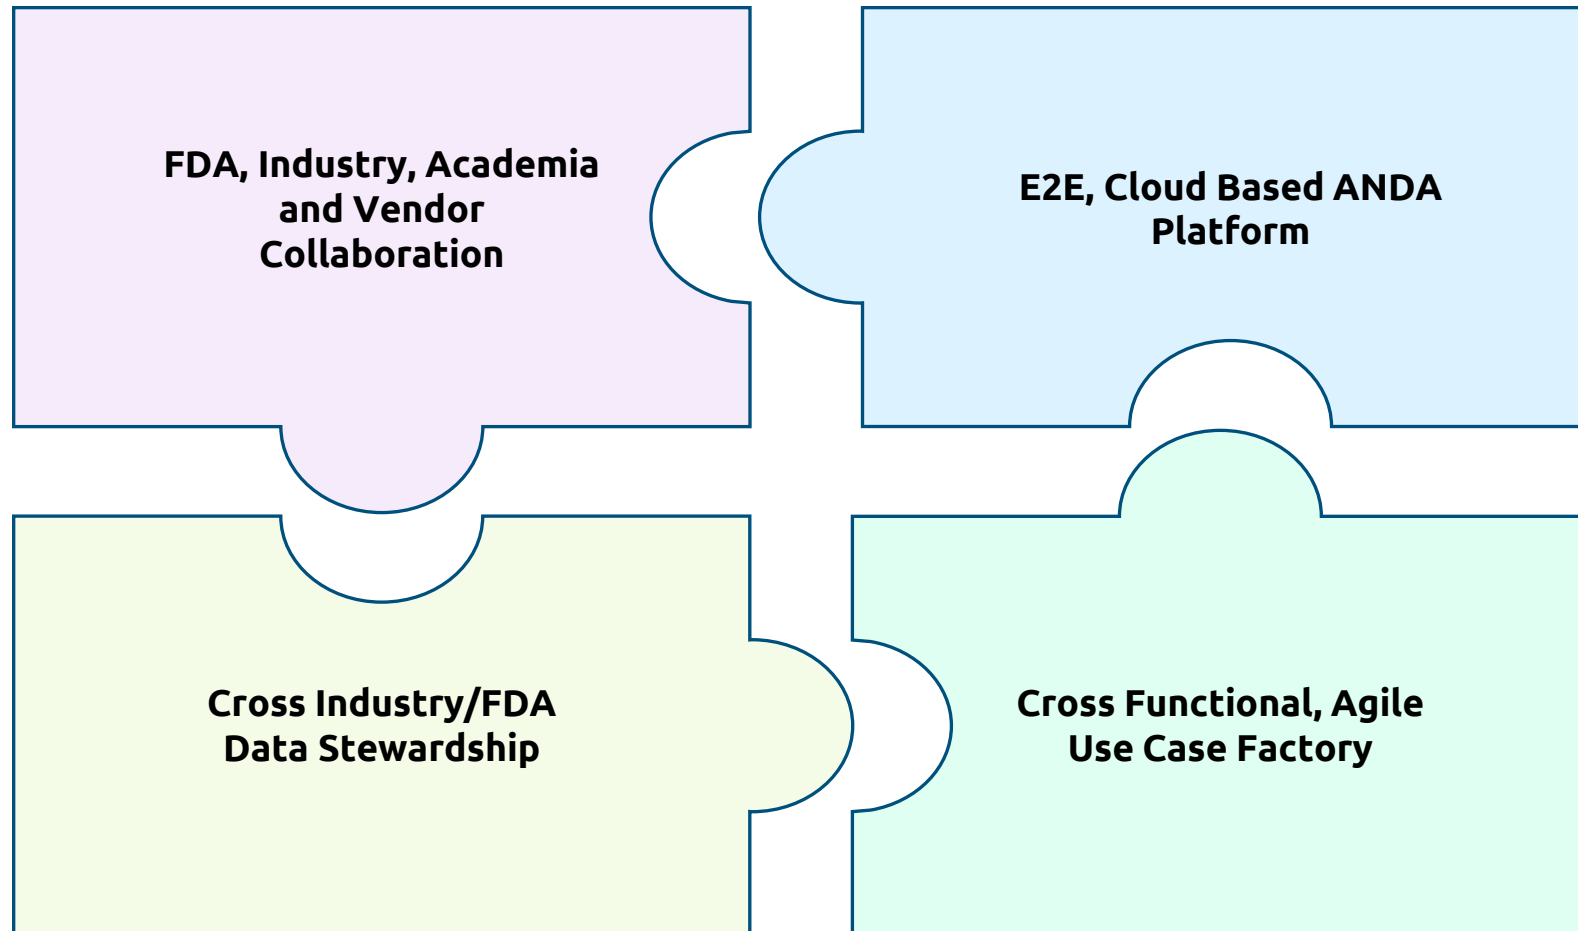 FDA, Industry, Academia
and Vendor
Collaboration
E2E, Cloud Based ANDA
Platform
Cross Industry/FDA
Data Stewardship
Cross Functional, Agile
Use Case Factory